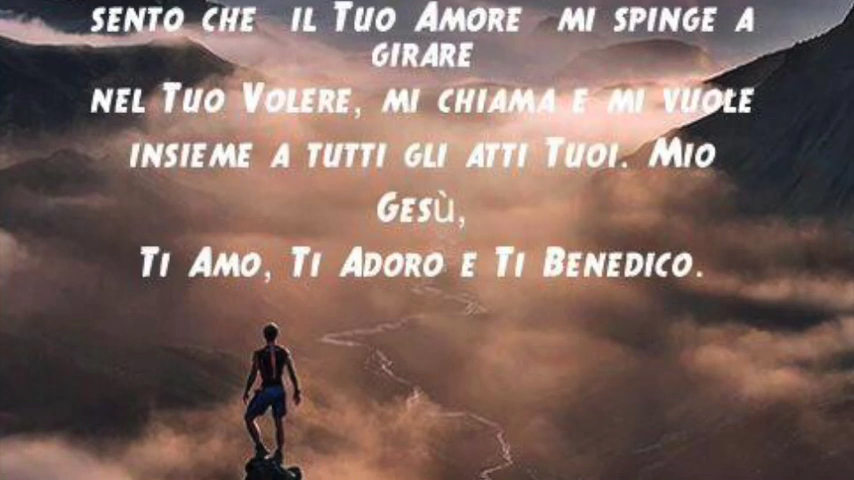 SENTO CHE IL TUO AMORE MI SPINGE A
GIRARE
NEL TUO VOLERE, MI CHIAMA E MI VUOLE
INSIEME A TUTTI GLI ATTI TUOI. MIO
GESÙ,
TI AMO, TI ADORO E TI BENEDICO.